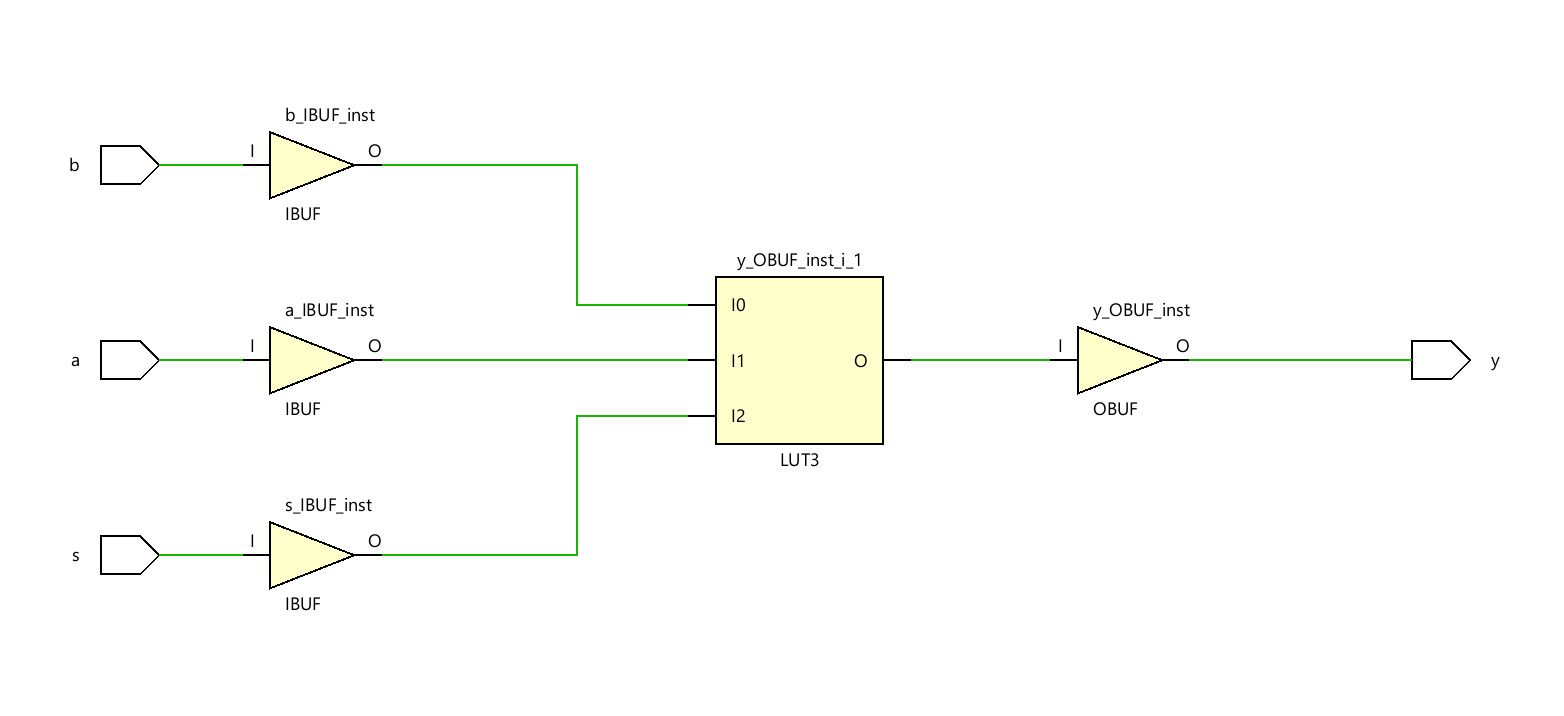 b_IBUF_inst
b
I
O
IBUF
a_IBUF_inst
a
I
O
IBUF
s_IBUF_inst
s
I
O
IBUF
y_OBUF_inst_i_1
I0
I1
O
I2
LUT3
y_OBUF_inst
I
O
y
OBUF